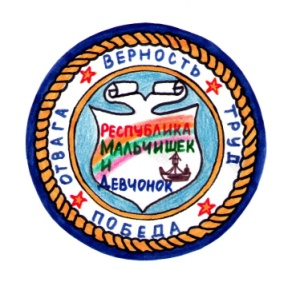 ОТВАГА
ВЕРНОСТЬ
ТРУД
ПОБЕДА
РЕСПУБЛИКА
МАЛЬЧИШЕК
И
ДЕВЧОНОК